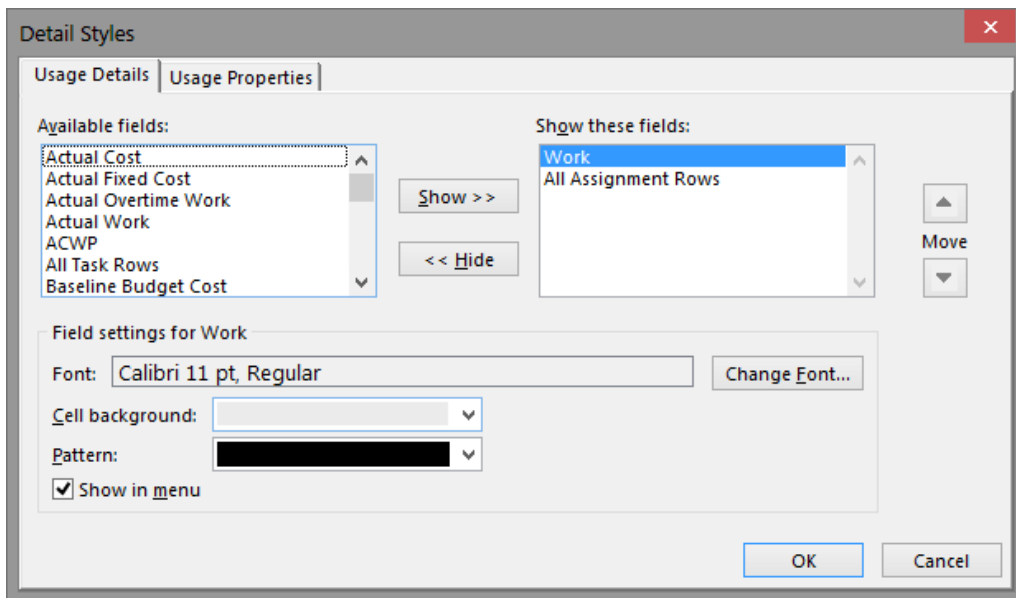 Detail Styles
Usage Details
Usage Properties
Available fields:
Actual Cost
Actual Fixed Cost
Actual Overtime Work
Actual Work
ACWP
All Task Rows
Baseline Budget Cost
Show >>
<< Hide
Show these fields:
Work
All Assignment Rows
Move
Field settings for Work
Font: Calibri 11 pt, Regular
Change Font...
Cell background:
Pattern:
Show in menu
OK
Cancel